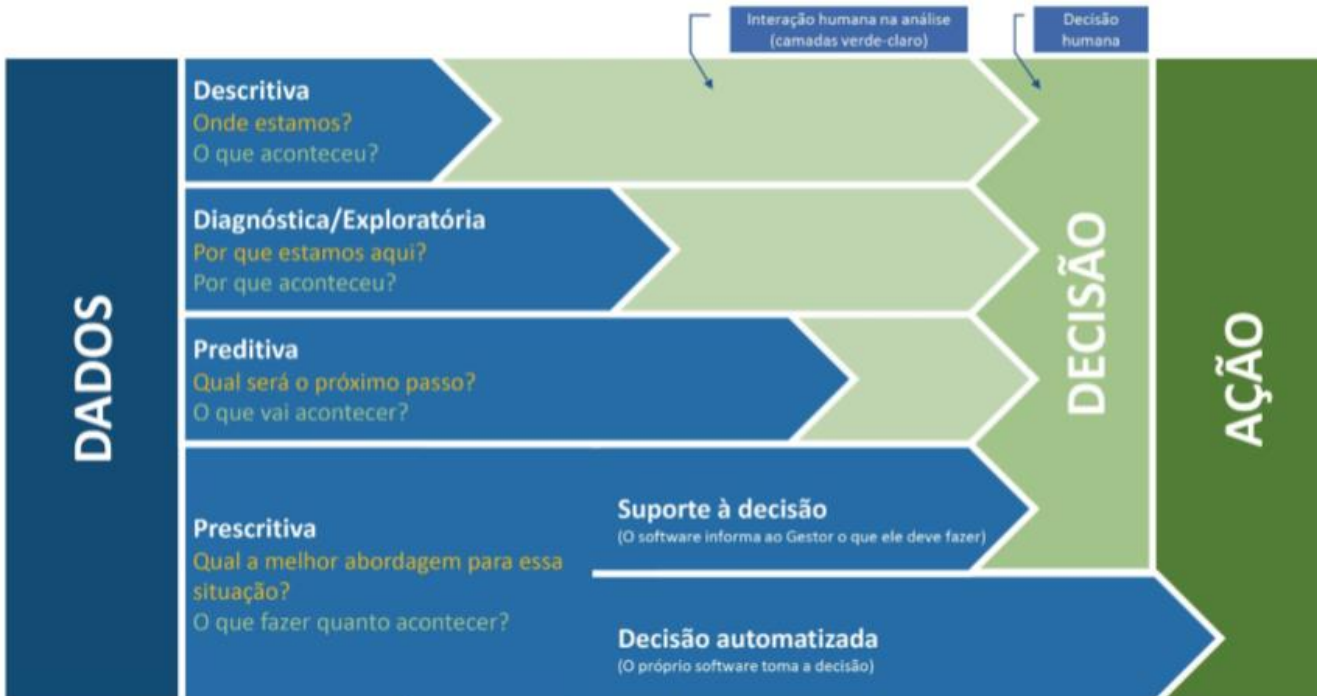 Interação humana na análise
(camadas verde-claro)
Decisão
humana
DADOS
Descritiva
Onde estamos?
O que aconteceu?
Diagnóstica/Exploratória
Por que estamos aqui?
Por que aconteceu?
Preditiva
Qual será o próximo passo?
O que vai acontecer?
Prescritiva
Qual a melhor abordagem para essa
situação?
O que fazer quanto acontecer?
Suporte à decisão
(O software informa ao Gestor o que ele deve fazer)
Decisão automatizada
(O próprio software toma a decisão)
DECISÃO
AÇÃO